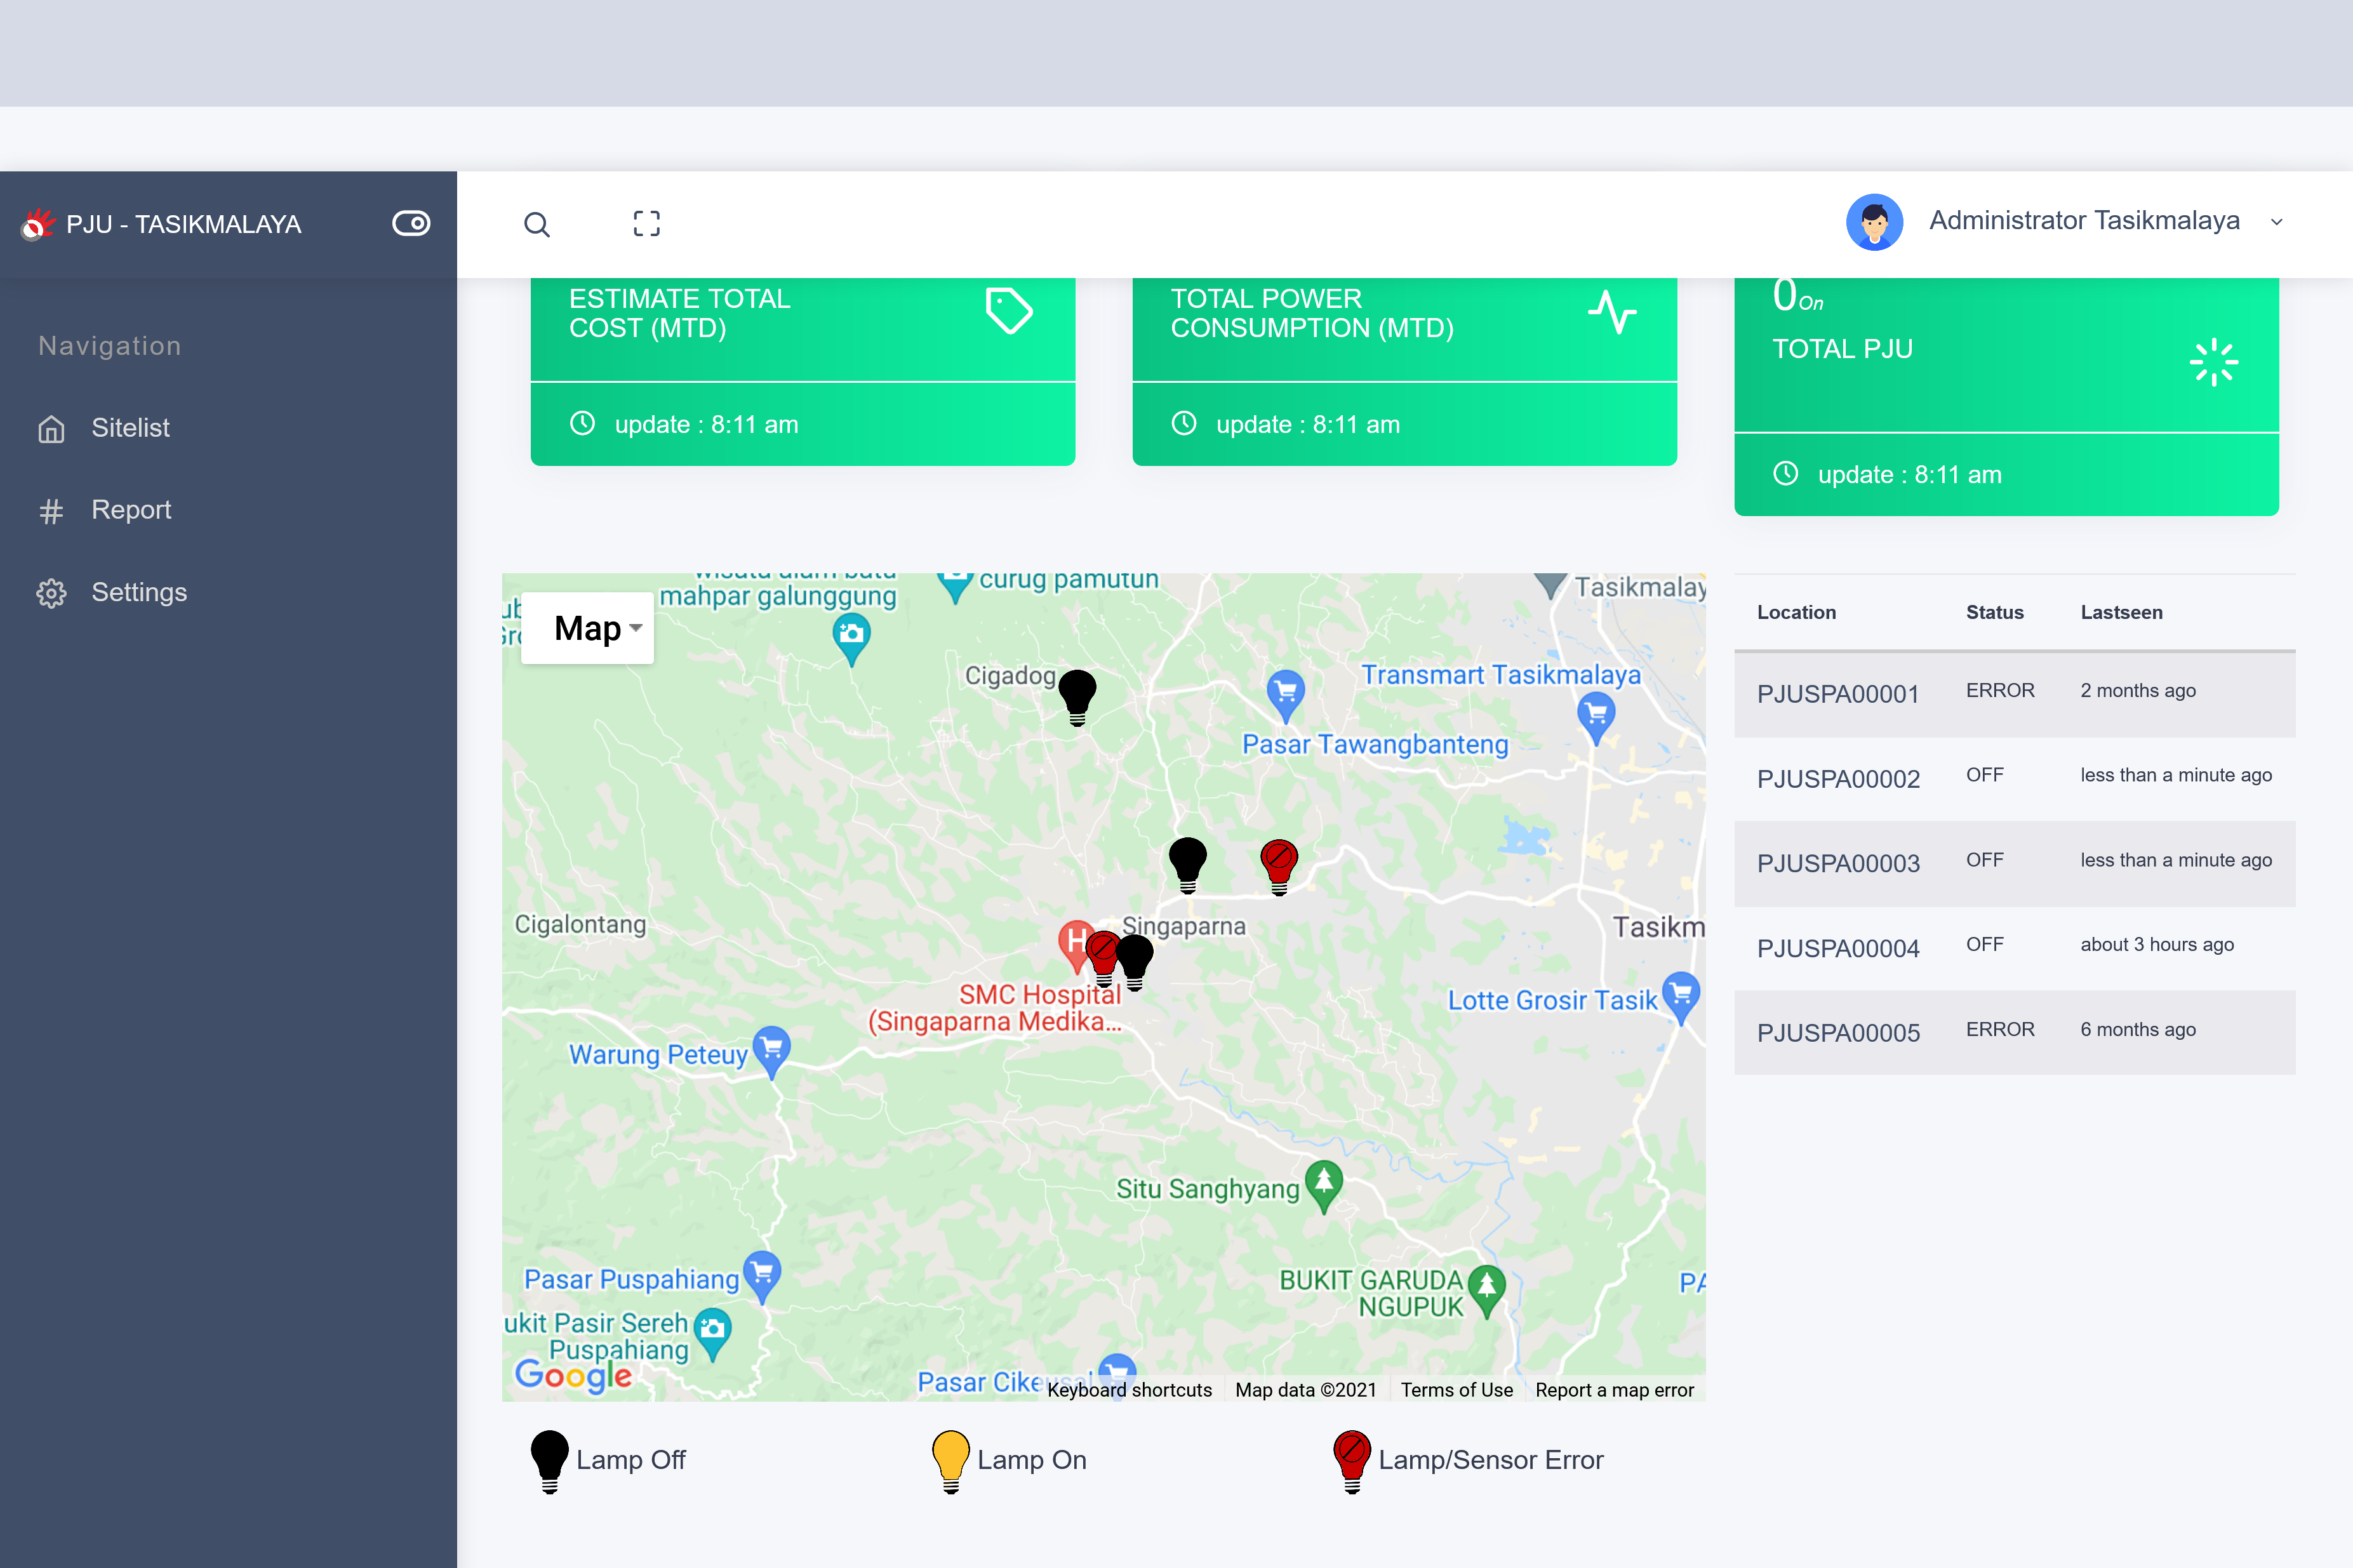 PJU - TASIKMALAYA
Administrator Tasikmalaya
Navigation
Sitelist
Report
Settings
ESTIMATE TOTAL
COST (MTD)
update : 8:11 am
TOTAL POWER
CONSUMPTION (MTD)
update : 8:11 am
0 On
TOTAL PJU
update : 8:11 am
Map
wisata alam batu
mahpar galunggung
curug pamutuh
Tasikmalay
Cigadog
Transmart Tasikmalaya
Pasar Tawangbanteng
Cigalontang
Singaparna
Tasikm
H
SMC Hospital
(Singaparna Medika...
Lotte Grosir Tasik
Warung Peteuy
Situ Sanghyang
Pasar Puspahiang
BUKIT GARUDA
NGUPUK
PA
ukit Pasir Sereh
Puspahiang
Google
Pasar Cikeusal
Keyboard shortcuts
Map data ©2021
Terms of Use
Report a map error
Lamp Off
Lamp On
Lamp/Sensor Error
Location Status Lastseen
PJUSPA00001 ERROR 2 months ago
PJUSPA00002 OFF less than a minute ago
PJUSPA00003 OFF less than a minute ago
PJUSPA00004 OFF about 3 hours ago
PJUSPA00005 ERROR 6 months ago